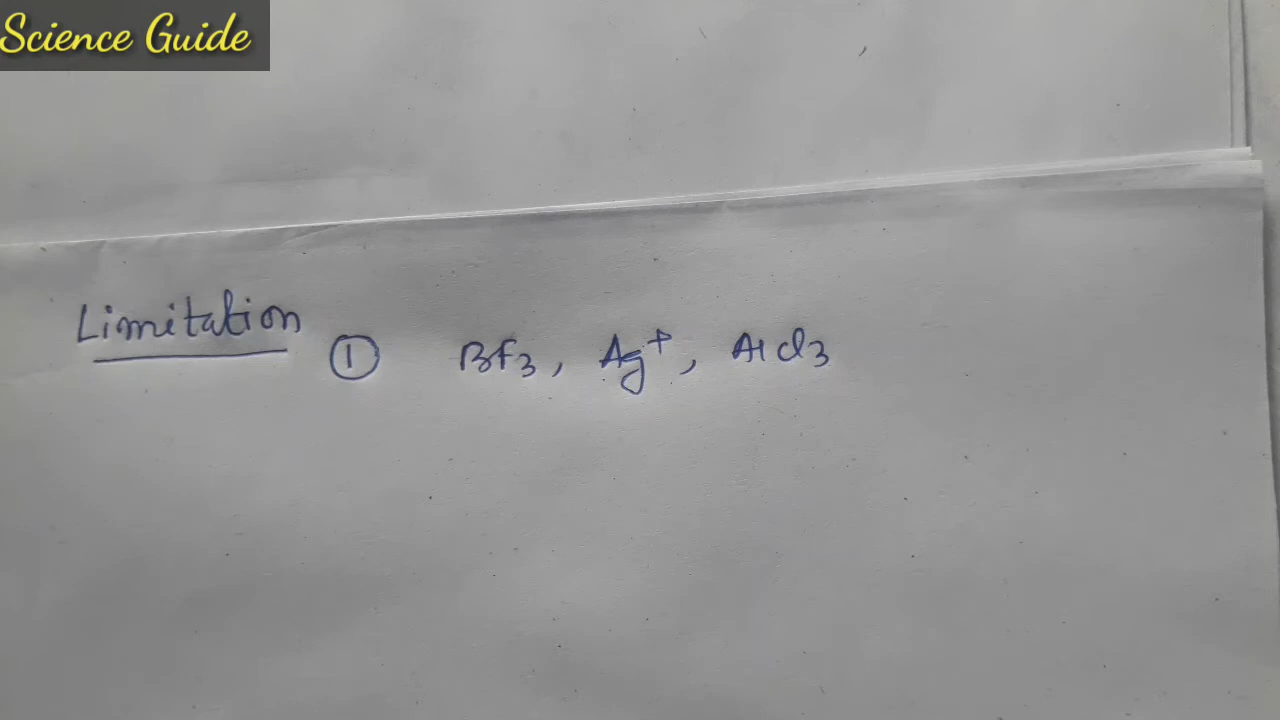 Science Guide
Limitation ① BF3, Ag+, AlCl3